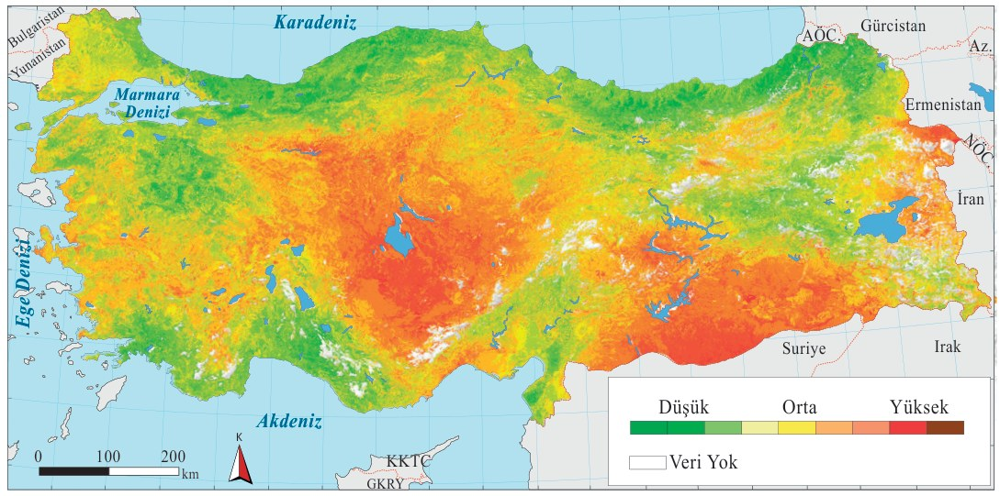 Bulgaristan
Yunanistan
Karadeniz
AÖC.
Gürcistan
Az.
Marmara
Denizi
Ermenistan
NÖC.
İran
Ege Denizi
Suriye
Irak
Akdeniz
KKTC
GKRY
0 100 200
km
K
Düşük Orta Yüksek
Veri Yok